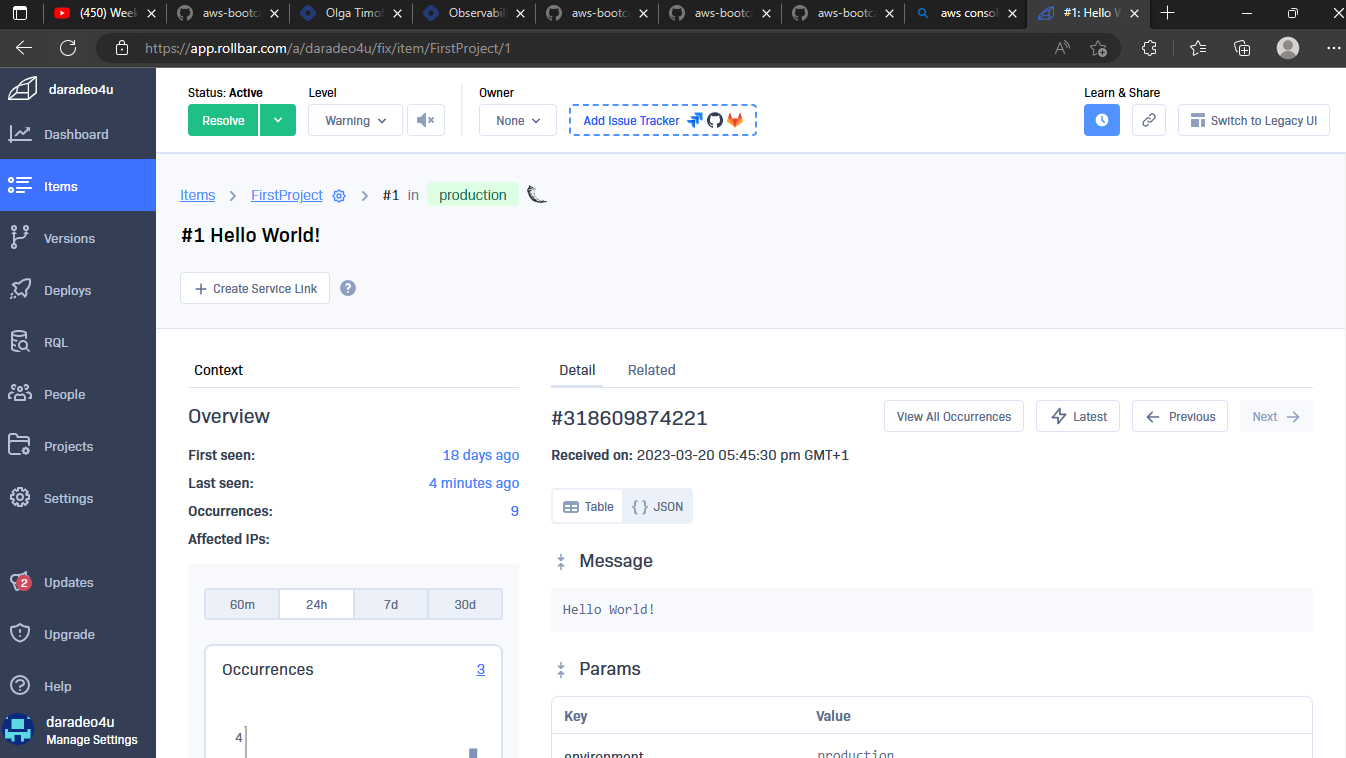 (450) Week
aws-bootca
Olga Timof
Observabil
aws-bootca
aws-bootca
aws-bootca
aws consol
#1: Hello W
https://app.rollbar.com/a/daradeo4u/fix/item/FirstProject/1
daradeo4u
Dashboard
Items
Versions
Deploys
RQL
People
Projects
Settings
2
Updates
Upgrade
Help
daradeo4u
Manage Settings
Status: Active
Level
Owner
Learn & Share
Resolve
Warning
None
Add Issue Tracker
Switch to Legacy UI
Items > FirstProject > #1 in production
#1 Hello World!
+ Create Service Link ?
Context
Overview
First seen: 18 days ago
Last seen: 4 minutes ago
Occurrences: 9
Affected IPs:
60m 24h 7d 30d
Occurrences 3
4
Detail Related
#318609874221
View All Occurrences
Latest
Previous
Next
Received on: 2023-03-20 05:45:30 pm GMT+1
Table { } JSON
Message
Hello World!
Params
Key Value
environment production